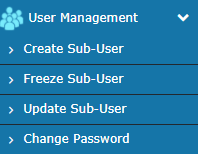 User Management
Create Sub-User
Freeze Sub-User
Update Sub-User
Change Password